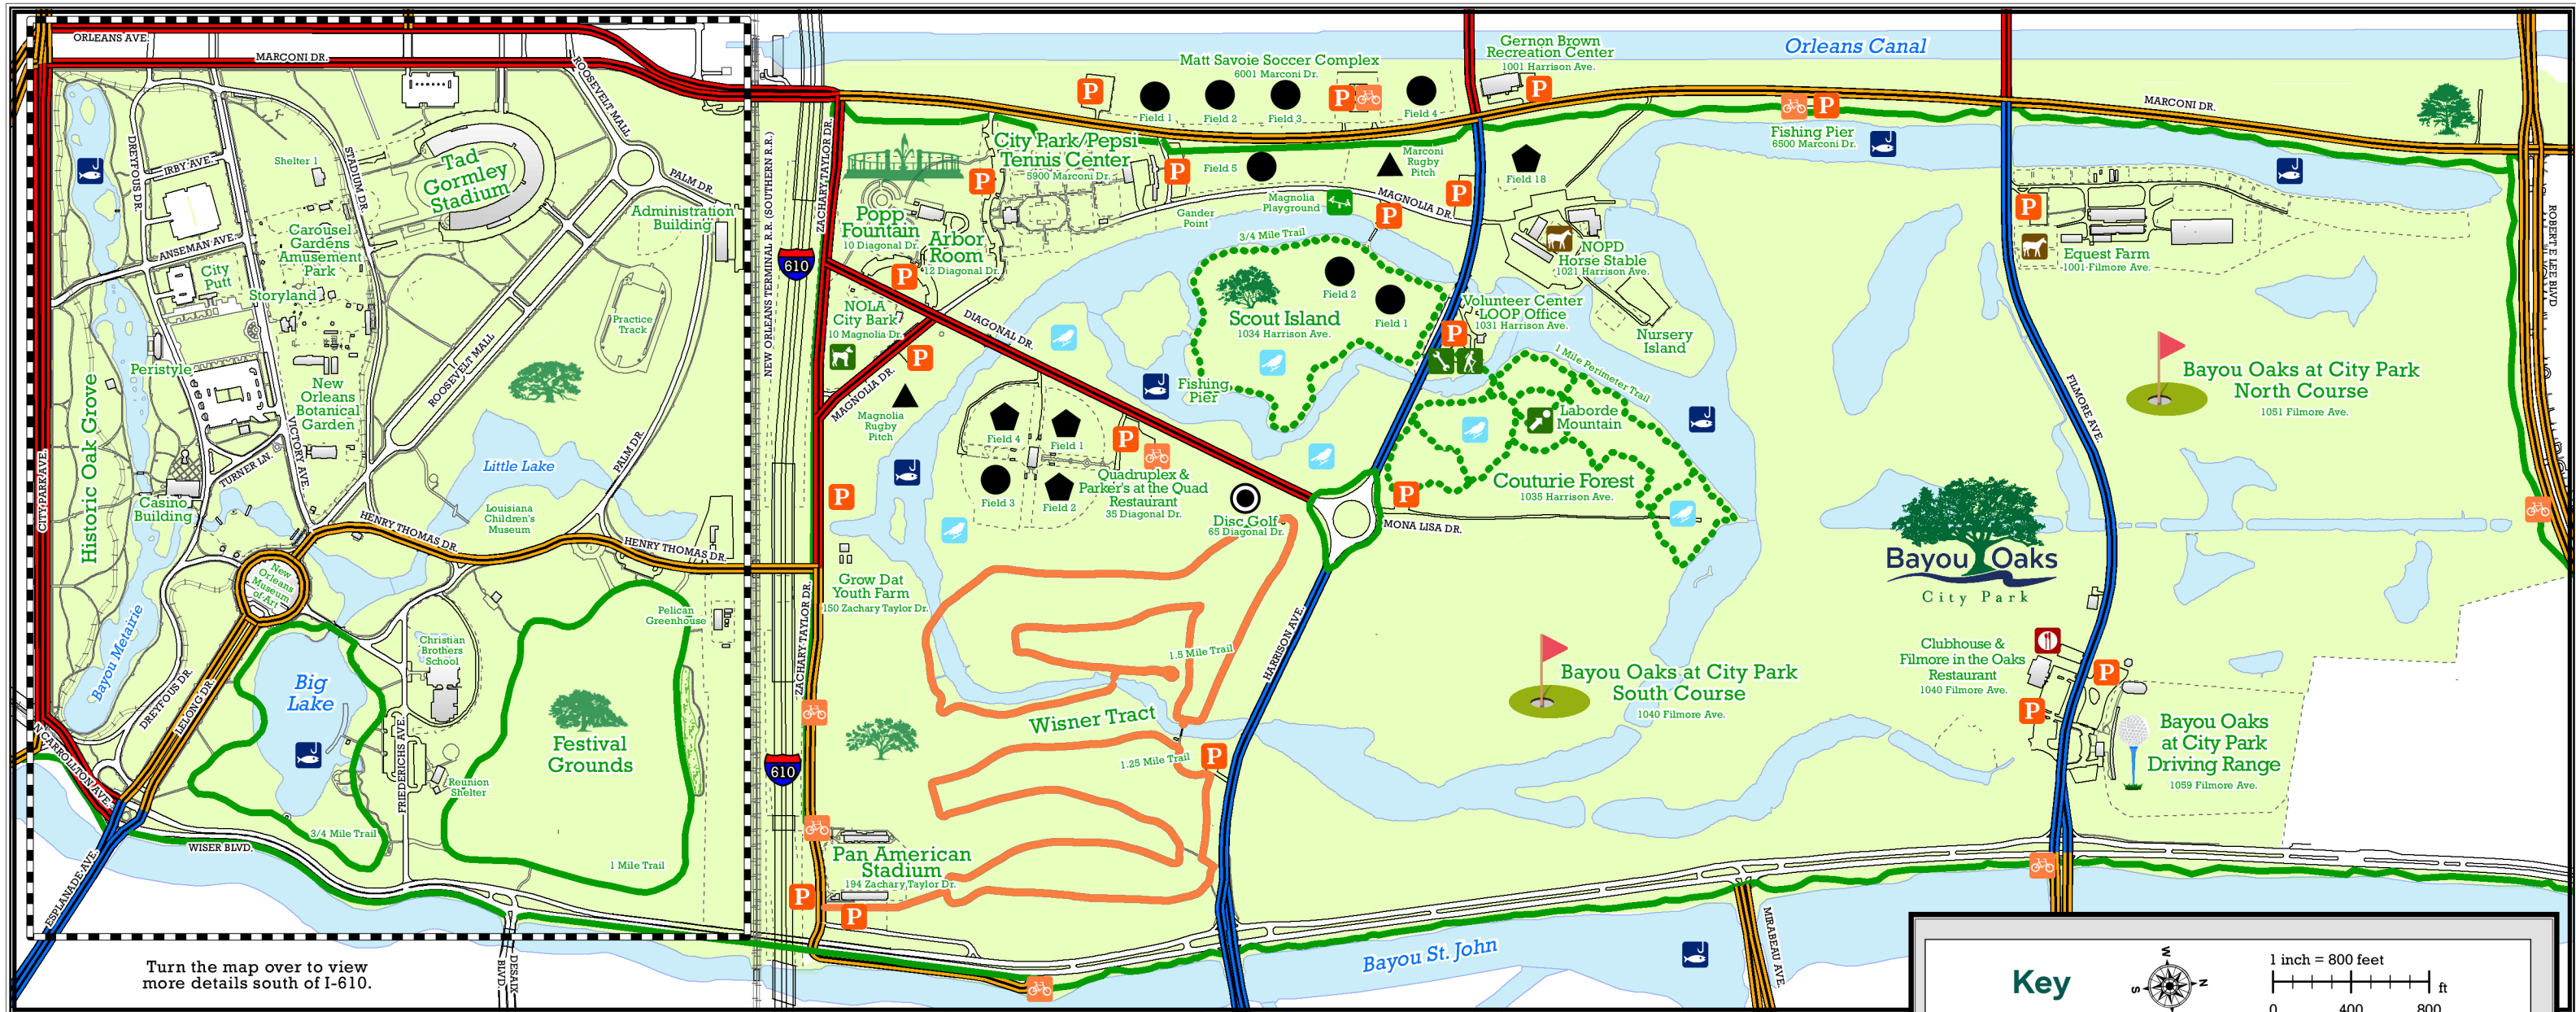 ORLEANS AVE.
MARCONI DR.
ROOSEVELT MALL
DREYFOUS DR.
IRBY AVE.
Shelter 1
STADIUM DR.
Tad
Gormley
Stadium
PALM DR.
Administration
Building
ANSEMAN AVE.
City
Putt
Carousel
Gardens
Amusement
Park
Storyland
Practice
Track
ROOSEVELT MALL
Peristyle
New
Orleans
Botanical
Garden
VICTORY AVE.
Historic Oak Grove
CITY PARK AVE.
TURNER LN.
Casino
Building
Little Lake
PALM DR.
Louisiana
Children's
Museum
HENRY THOMAS DR.
HENRY THOMAS DR.
New
Orleans
Museum
of Art
Bayou Metairie
DREYFOUS DR.
LELONG DR.
Big
Lake
Christian
Brothers
School
Pelican
Greenhouse
FRIEDERICHS AVE.
Reunion
Shelter
Festival
Grounds
N CARROLLTON AVE.
3/4 Mile Trail
1 Mile Trail
WISER BLVD.
ESPLANADE AVE.
DESAIX
BLVD.
Turn the map over to view
more details south of I-610.
NEW ORLEANS TERMINAL R.R. (SOUTHERN R.R.)
ZACHARY TAYLOR DR.
610
610
ZACHARY TAYLOR DR.
Matt Savoie Soccer Complex
6001 Marconi Dr.
P
Field 1
Field 2
Field 3
P
Field 4
Gernon Brown
Recreation Center
1001 Harrison Ave.
P
Orleans Canal
MARCONI DR.
City Park/Pepsi
Tennis Center
5900 Marconi Dr.
P
P
Field 5
Marconi
Rugby
Pitch
P
Field 18
Fishing Pier
6500 Marconi Dr.
P
Popp
Fountain
10 Diagonal Dr.
Arbor
Room
12 Diagonal Dr.
P
Gander
Point
Magnolia
Playground
P
MAGNOLIA DR.
3/4 Mile Trail
Scout Island
1034 Harrison Ave.
Field 2
Field 1
NOPD
Horse Stable
1021 Harrison Ave.
Nursery
Island
Volunteer Center
LOOP Office
1031 Harrison Ave.
P
NOLA
City Bark
10 Magnolia Dr.
P
DIAGONAL DR.
MAGNOLIA DR.
Magnolia
Rugby
Pitch
P
Fishing
Pier
1 Mile Perimeter Trail
Laborde
Mountain
Couturie Forest
1035 Harrison Ave.
P
MONA LISA DR.
Field 4
Field 1
Field 3
Field 2
P
Quadruplex &
Parker's at the Quad
Restaurant
35 Diagonal Dr.
Disc Golf
65 Diagonal Dr.
Grow Dat
Youth Farm
150 Zachary Taylor Dr.
1.5 Mile Trail
HARRISON AVE.
Wisner Tract
1.25 Mile Trail
P
Pan American
Stadium
194 Zachary Taylor Dr.
P
P
Bayou St. John
MIRABEAU AVE.
P
Equest Farm
1001 Filmore Ave.
ROBERT E LEE BLVD
Bayou Oaks at City Park
North Course
1051 Filmore Ave.
FILMORE AVE.
Bayou Oaks
City Park
Bayou Oaks at City Park
South Course
1040 Filmore Ave.
Clubhouse &
Filmore in the Oaks
Restaurant
1040 Filmore Ave.
P
P
Bayou Oaks
at City Park
Driving Range
1059 Filmore Ave.
Key
W
S
N
1 inch = 800 feet
ft
0 400 800